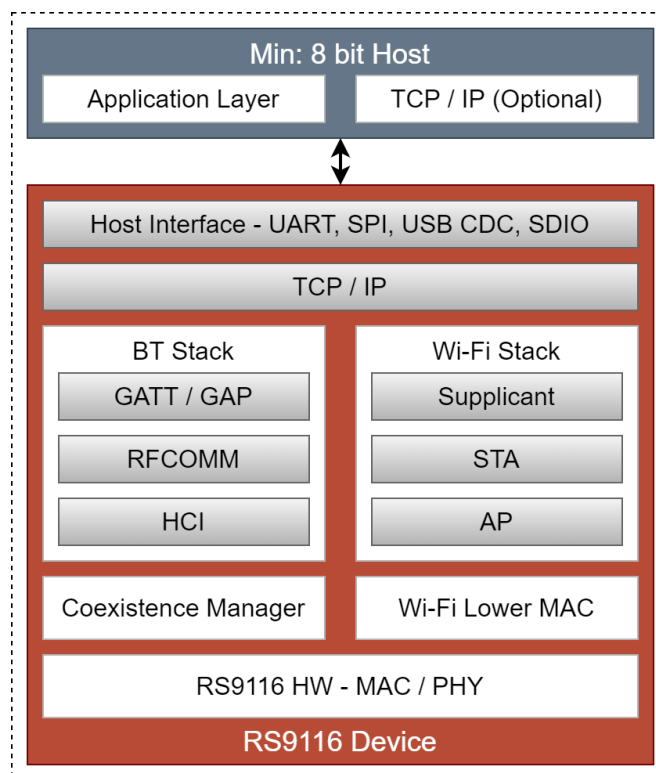 Min: 8 bit Host
Application Layer
TCP / IP (Optional)
Host Interface - UART, SPI, USB CDC, SDIO
TCP / IP
BT Stack
GATT / GAP
RFCOMM
HCI
Wi-Fi Stack
Supplicant
STA
AP
Coexistence Manager
Wi-Fi Lower MAC
RS9116 HW - MAC / PHY
RS9116 Device